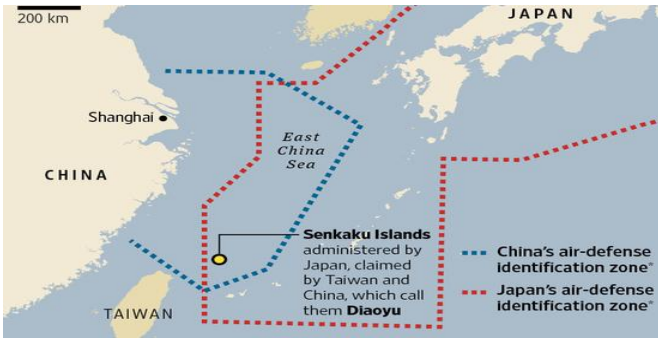 200 km
JAPAN
Shanghai
East
China
Sea
CHINA
Senkaku Islands
administered by
Japan, claimed
by Taiwan and
China, which call
them Diaoyu
TAIWAN
China's air-defense
identification zone*
Japan's air-defense
identification zone*